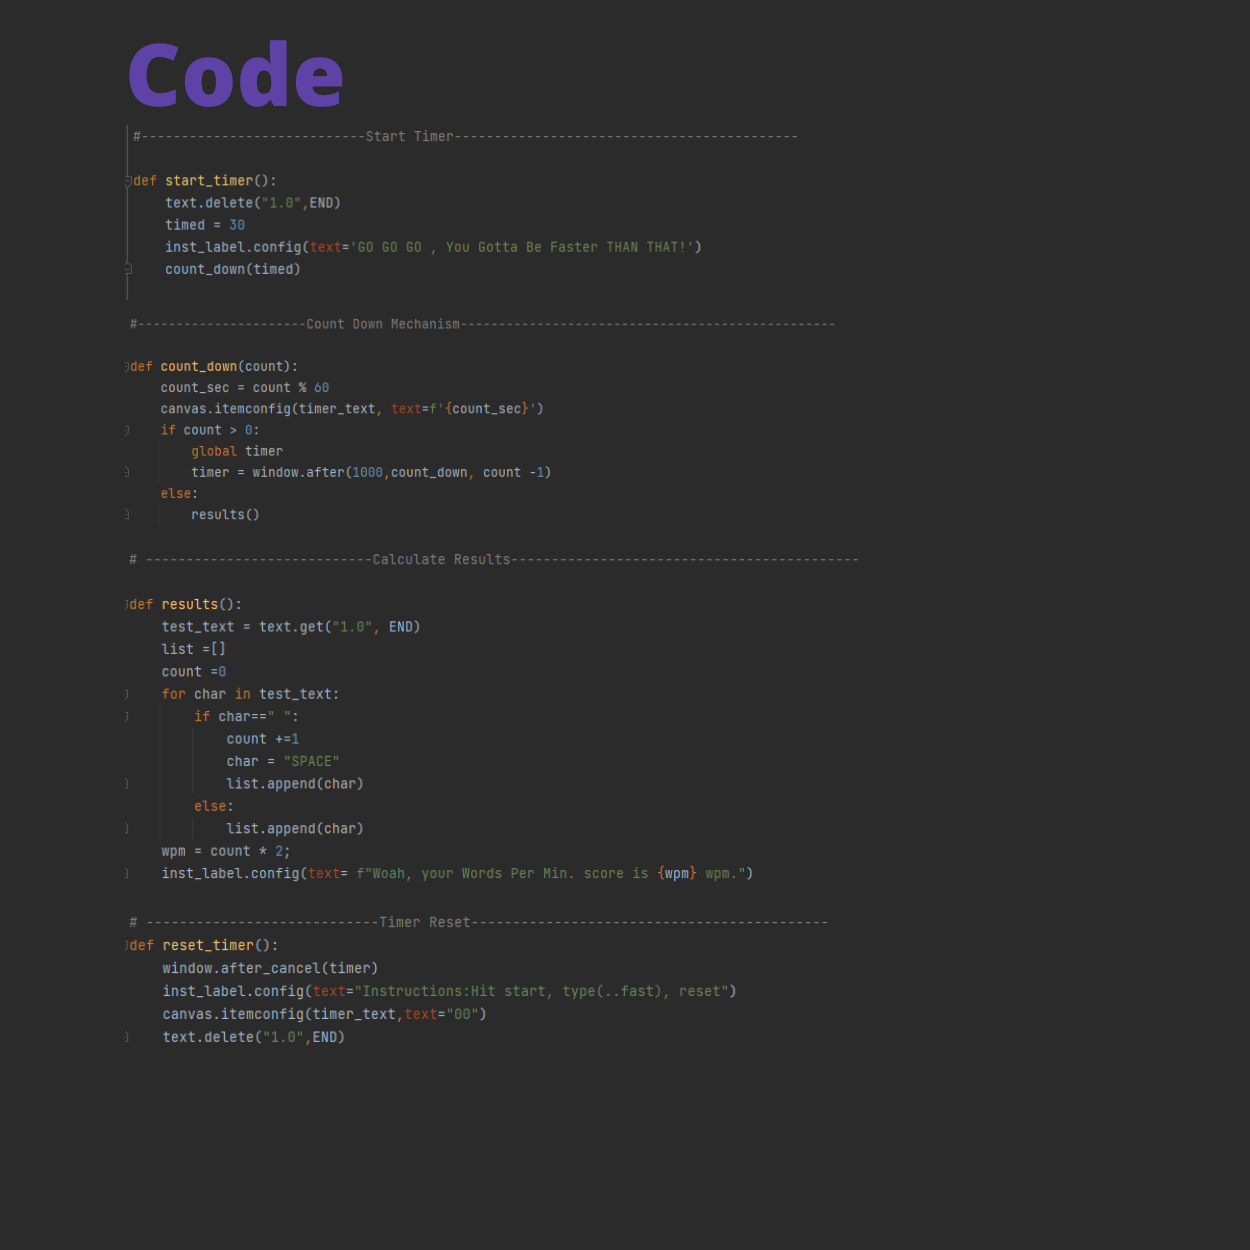 Code
#----------------------------Start Timer-------------------------------------------
def start_timer():
    text.delete("1.0",END)
    timed = 30
    inst_label.config(text='GO GO GO , You Gotta Be Faster THAN THAT!')
    count_down(timed)
#----------------------Count Down Mechanism-------------------------------------------------
def count_down(count):
    count_sec = count % 60
    canvas.itemconfig(timer_text, text=f'{count_sec}')
    if count > 0:
        global timer
        timer = window.after(1000,count_down, count -1)
    else:
        results()
# ----------------------------Calculate Results-------------------------------------------
def results():
    test_text = text.get("1.0", END)
    list =[]
    count =0
    for char in test_text:
        if char==" ":
            count +=1
            char = "SPACE"
            list.append(char)
        else:
            list.append(char)
    wpm = count * 2;
    inst_label.config(text= f"Woah, your Words Per Min. score is {wpm} wpm.")
# ----------------------------Timer Reset-------------------------------------------
def reset_timer():
    window.after_cancel(timer)
    inst_label.config(text="Instructions:Hit start, type(..fast), reset")
    canvas.itemconfig(timer_text,text="00")
    text.delete("1.0",END)